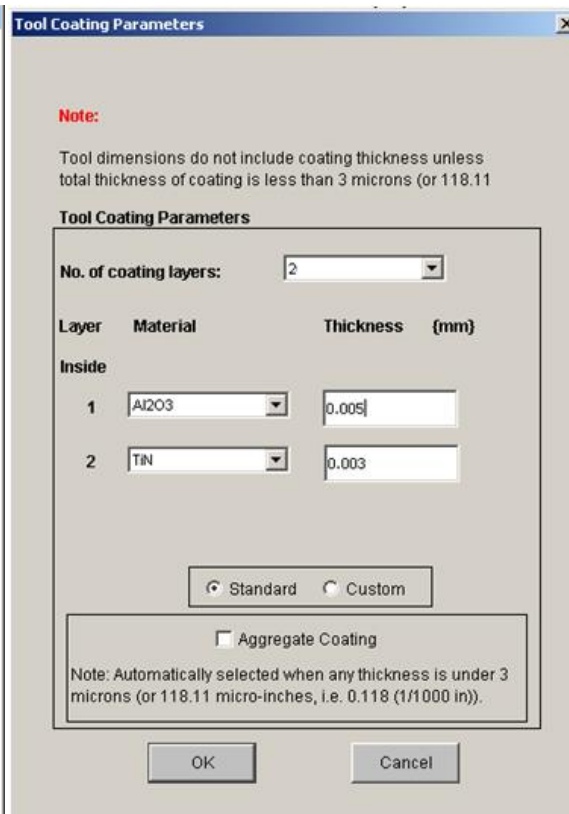 Tool Coating Parameters
Note:
Tool dimensions do not include coating thickness unless
total thickness of coating is less than 3 microns (or 118.11
Tool Coating Parameters
No. of coating layers: 2
Layer Material Thickness {mm}
Inside
1 Al2O3 0.005
2 TiN 0.003
Standard Custom
Aggregate Coating
Note: Automatically selected when any thickness is under 3
microns (or 118.11 micro-inches, i.e. 0.118 (1/1000 in)).
OK Cancel